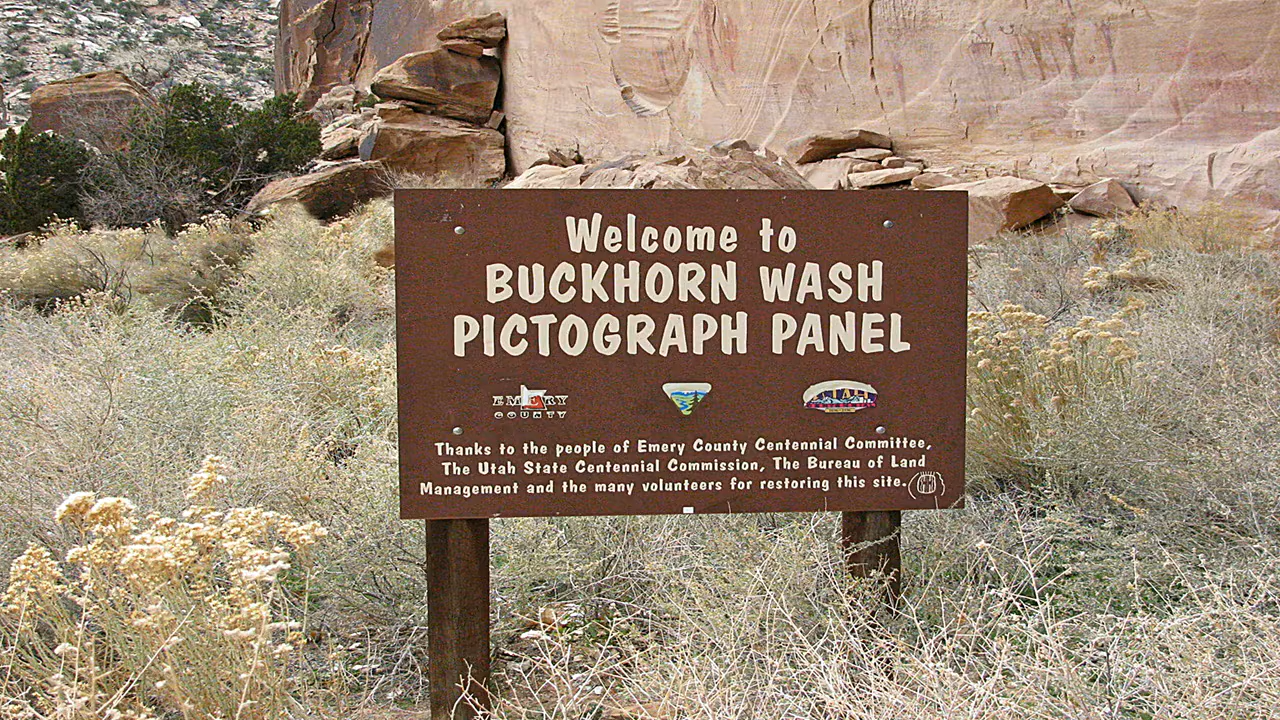 Welcome to
BUCKHORN WASH
PICTOGRAPH PANEL
EMERY
COUNTY
UTAH
Thanks to the people of Emery County Centennial Committee,
The Utah State Centennial Commission, The Bureau of Land
Management and the many volunteers for restoring this site.